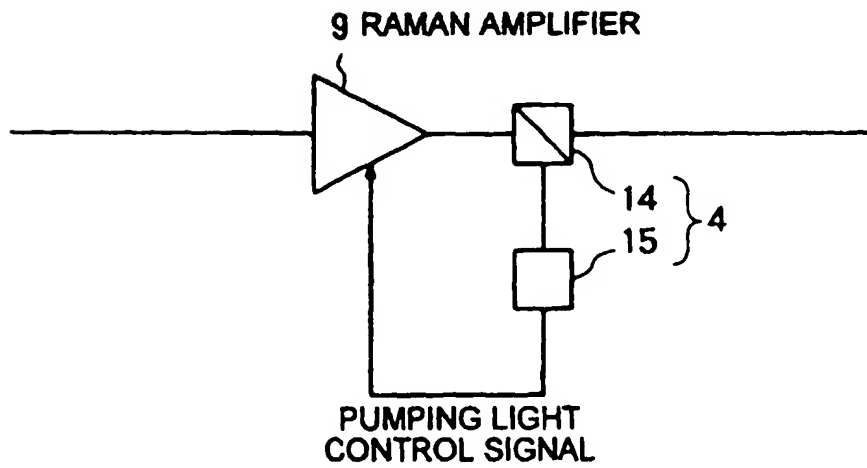 9 RAMAN AMPLIFIER
14
15
4
PUMPING LIGHT
CONTROL SIGNAL